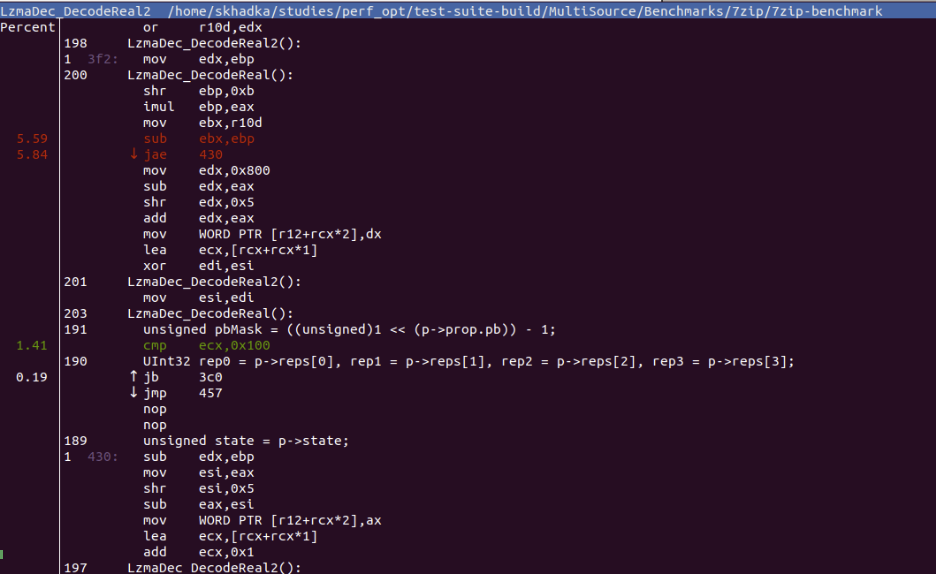 LzmaDec_DecodeReal2 /home/skhadka/studies/perf_opt/test-suite-build/MultiSource/Benchmarks/7zip/7zip-benchmark
Percent or r10d,edx
198 LzmaDec_DecodeReal2():
1 3f2: mov edx,ebp
200 LzmaDec_DecodeReal():
shr ebp,0xb
imul ebp,eax
mov ebx,r10d
5.59 sub ebx,ebp
5.84 ↓ jae 430
mov edx,0x800
sub edx,eax
shr edx,0x5
add edx,eax
mov WORD PTR [r12+rcx*2],dx
lea ecx,[rcx+rcx*1]
xor edi,esi
201 LzmaDec_DecodeReal2():
mov esi,edi
203 LzmaDec_DecodeReal():
191 unsigned pbMask = ((unsigned)1 << (p->prop.pb)) - 1;
1.41 cmp ecx,0x100
190 UInt32 rep0 = p->reps[0], rep1 = p->reps[1], rep2 = p->reps[2], rep3 = p->reps[3];
0.19 ↑ jb 3c0
↓ jmp 457
nop
nop
189 unsigned state = p->state;
1 430: sub edx,ebp
mov esi,eax
shr esi,0x5
sub eax,esi
mov WORD PTR [r12+rcx*2],ax
lea ecx,[rcx+rcx*1]
add ecx,0x1
197 LzmaDec_DecodeReal2():